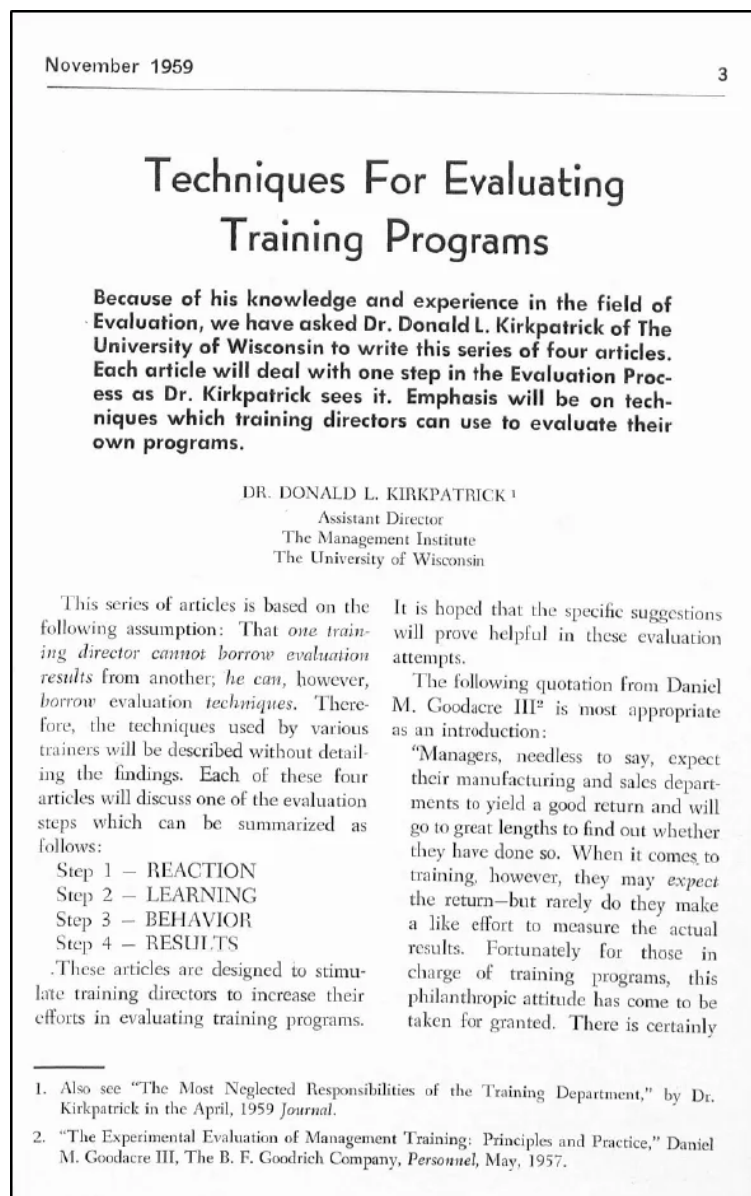 November 1959
3
Techniques For Evaluating
Training Programs
Because of his knowledge and experience in the field of
Evaluation, we have asked Dr. Donald L. Kirkpatrick of The
University of Wisconsin to write this series of four articles.
Each article will deal with one step in the Evaluation Proc-
ess as Dr. Kirkpatrick sees it. Emphasis will be on tech-
niques which training directors can use to evaluate their
own programs.
DR. DONALD L. KIRKPATRICK ¹
Assistant Director
The Management Institute
The University of Wisconsin
This series of articles is based on the
following assumption: That one train-
ing director cannot borrow evaluation
results from another; he can, however,
borrow evaluation techniques. There-
fore, the techniques used by various
trainers will be described without detail-
ing the findings. Each of these four
articles will discuss one of the evaluation
steps which can be summarized as
follows:
Step 1 — REACTION
Step 2 — LEARNING
Step 3 — BEHAVIOR
Step 4 — RESULTS
.These articles are designed to stimu-
late training directors to increase their
efforts in evaluating training programs.
It is hoped that the specific suggestions
will prove helpful in these evaluation
attempts.
The following quotation from Daniel
M. Goodacre III² is most appropriate
as an introduction:
"Managers, needless to say, expect
their manufacturing and sales depart-
ments to yield a good return and will
go to great lengths to find out whether
they have done so. When it comes to
training, however, they may expect
the return—but rarely do they make
a like effort to measure the actual
results. Fortunately for those in
charge of training programs, this
philanthropic attitude has come to be
taken for granted. There is certainly
1. Also see "The Most Neglected Responsibilities of the Training Department," by Dr.
Kirkpatrick in the April, 1959 Journal.
2. "The Experimental Evaluation of Management Training: Principles and Practice," Daniel
M. Goodacre III, The B. F. Goodrich Company, Personnel, May, 1957.